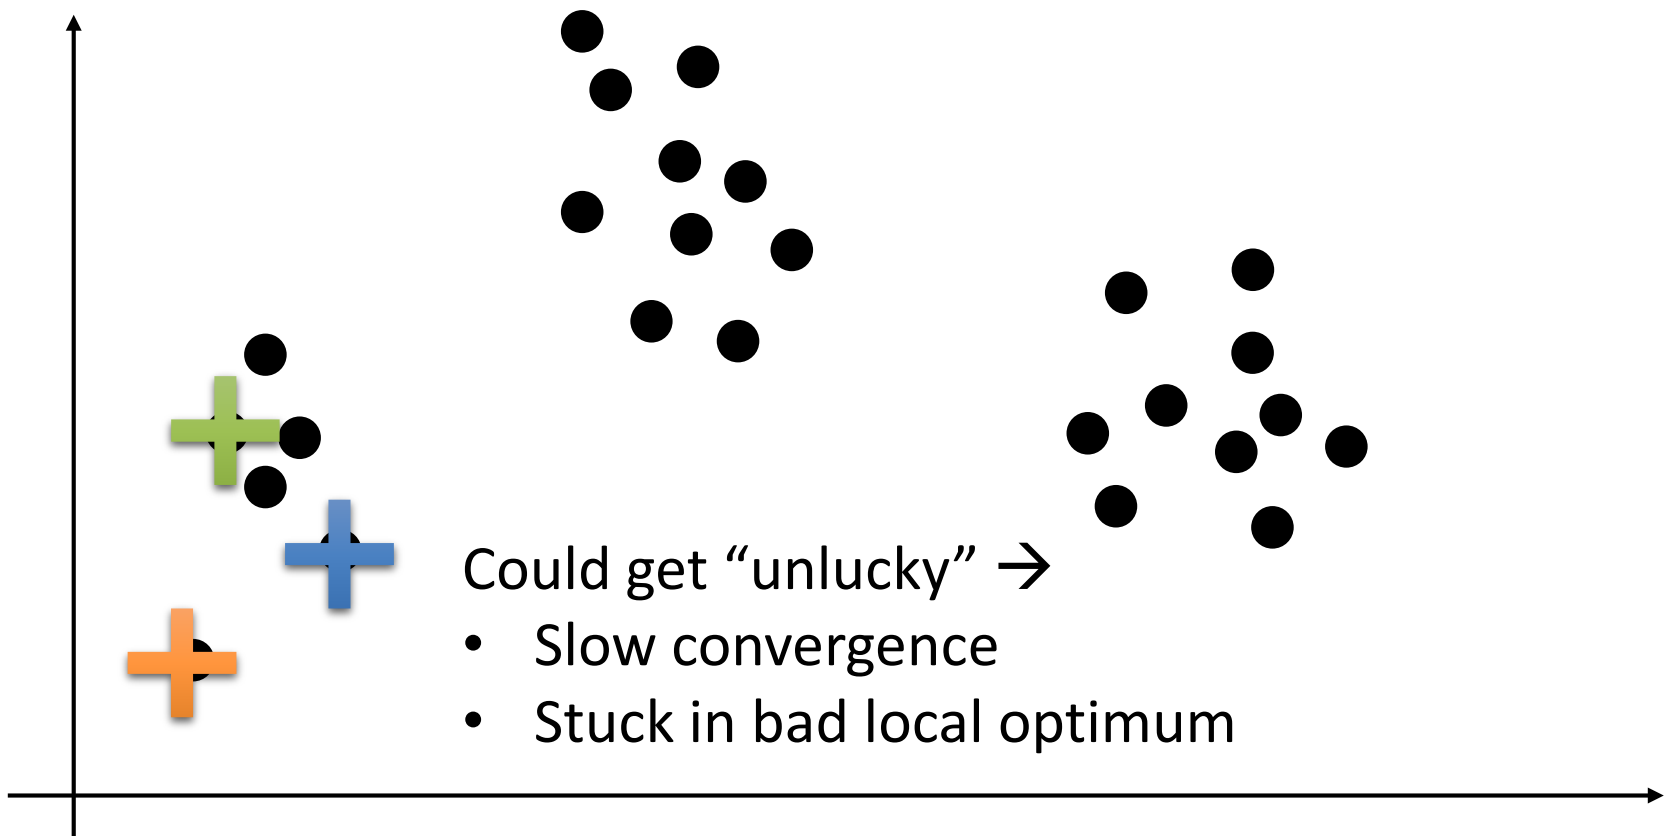 Could get “unlucky” →
• Slow convergence
• Stuck in bad local optimum